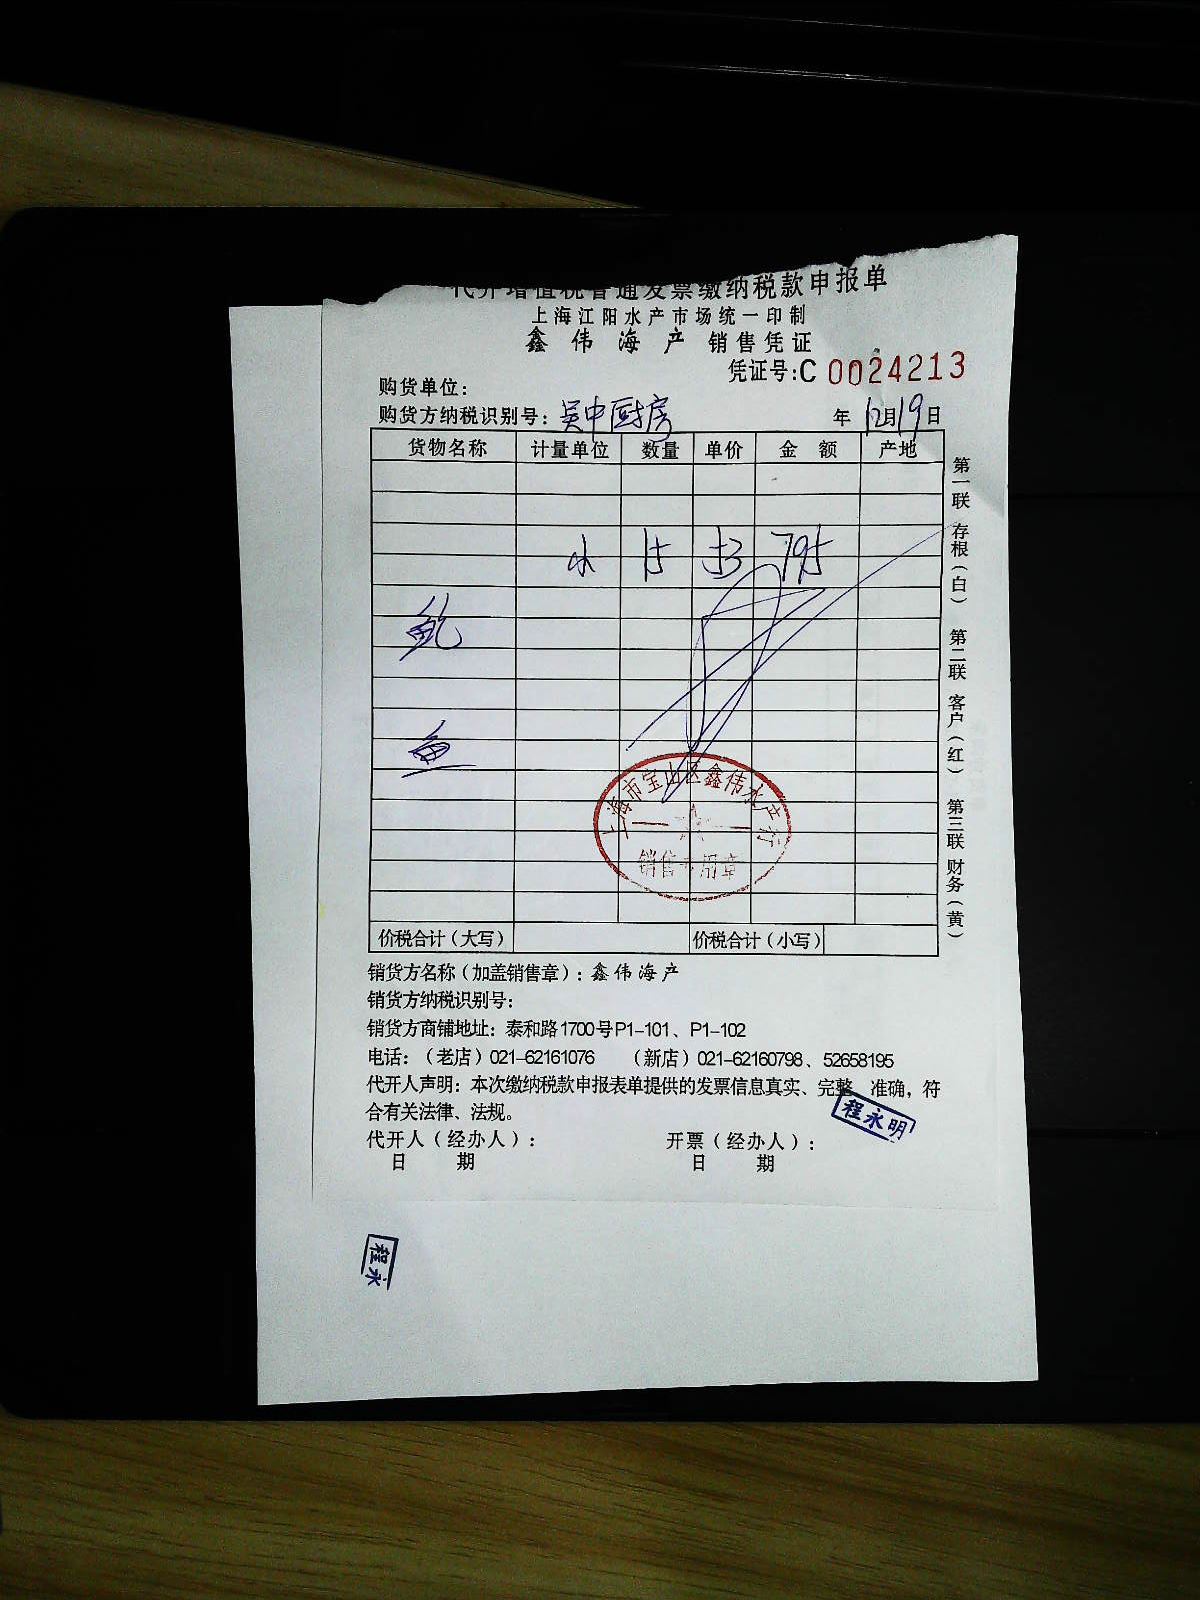 代开增值税普通发票缴纳税款申报单
上海江阳水产市场统一印制
鑫伟海产 销售凭证
凭证号:C 0024213
购货单位:
购货方纳税识别号: 吴中厨房 年 12月19日
货物名称 计量单位 数量 单价 金额 产地
15 53 795
鲍
鱼
上海市宝山区鑫伟水产行
销售专用章
价税合计(大写) 价税合计(小写)
销货方名称(加盖销售章): 鑫伟海产
销货方纳税识别号:
销货方商铺地址: 泰和路1700号P1-101、P1-102
电话:(老店)021-62161076 (新店)021-62160798、52658195
代开人声明: 本次缴纳税款申报表单提供的发票信息真实、完整、准确,符
合有关法律、法规。
程永明
代开人(经办人): 开票(经办人):
日 期 日 期
程永
第一联 存根(白) 第二联 客户(红) 第三联 财务(黄)